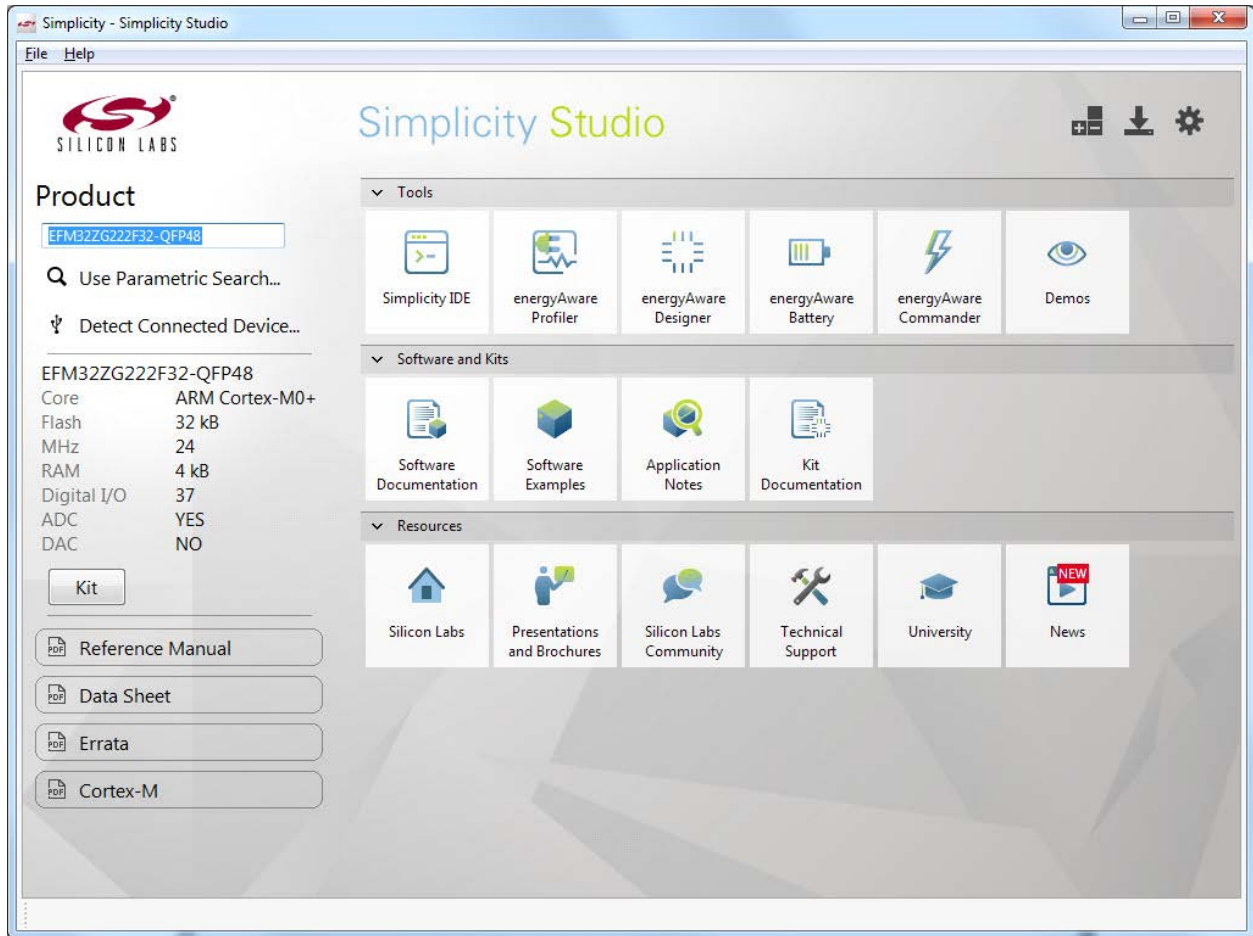 Simplicity - Simplicity Studio
File Help
SILICON LABS
Simplicity Studio
Product
EFM32ZG222F32-QFP48
Use Parametric Search...
Detect Connected Device...
EFM32ZG222F32-QFP48
Core ARM Cortex-M0+
Flash 32 kB
MHz 24
RAM 4 kB
Digital I/O 37
ADC YES
DAC NO
Kit
PDF Reference Manual
PDF Data Sheet
PDF Errata
PDF Cortex-M
Tools
Simplicity IDE
energyAware
Profiler
energyAware
Designer
energyAware
Battery
energyAware
Commander
Demos
Software and Kits
Software
Documentation
Software
Examples
Application
Notes
Kit
Documentation
Resources
Silicon Labs
Presentations
and Brochures
Silicon Labs
Community
Technical
Support
University
NEW
News